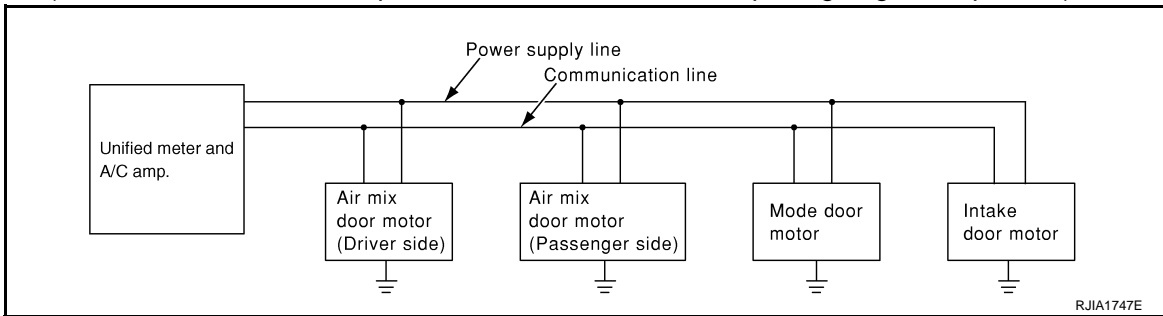 Power supply line
Communication line
Unified meter and
A/C amp.
Air mix
door motor
(Driver side)
Air mix
door motor
(Passenger side)
Mode door
motor
Intake
door motor
RJIA1747E